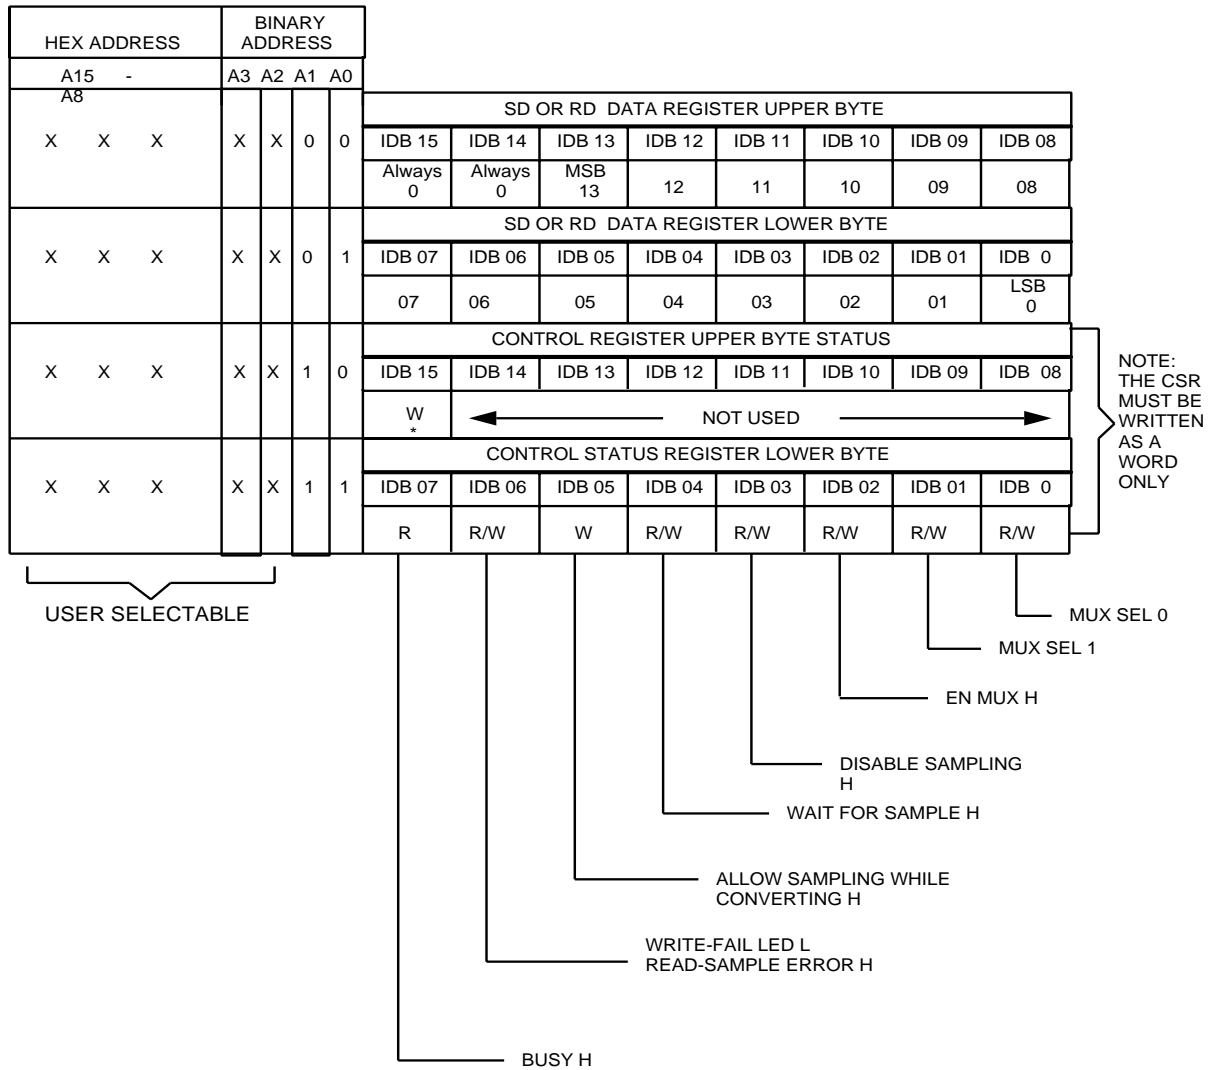 HEX ADDRESS
BINARY
ADDRESS
A15 -
A8
A3 A2 A1 A0
SD OR RD DATA REGISTER UPPER BYTE
X X X X X 0 0 IDB 15 IDB 14 IDB 13 IDB 12 IDB 11 IDB 10 IDB 09 IDB 08
Always
0
Always
0
MSB
13
12 11 10 09 08
SD OR RD DATA REGISTER LOWER BYTE
X X X X X 0 1 IDB 07 IDB 06 IDB 05 IDB 04 IDB 03 IDB 02 IDB 01 IDB 0
07 06 05 04 03 02 01
LSB
0
CONTROL REGISTER UPPER BYTE STATUS
X X X X X 1 0 IDB 15 IDB 14 IDB 13 IDB 12 IDB 11 IDB 10 IDB 09 IDB 08
W
*
NOT USED
CONTROL STATUS REGISTER LOWER BYTE
X X X X X 1 1 IDB 07 IDB 06 IDB 05 IDB 04 IDB 03 IDB 02 IDB 01 IDB 0
R R/W W R/W R/W R/W R/W R/W
NOTE:
THE CSR
MUST BE
WRITTEN
AS A
WORD
ONLY
USER SELECTABLE
MUX SEL 0
MUX SEL 1
EN MUX H
DISABLE SAMPLING
H
WAIT FOR SAMPLE H
ALLOW SAMPLING WHILE
CONVERTING H
WRITE-FAIL LED L
READ-SAMPLE ERROR H
BUSY H